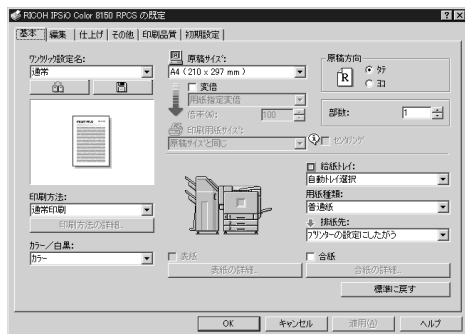 RICOH IPSiO Color 8150 RPCS の既定
基本 編集 仕上げ その他 印刷品質 初期設定
ワンクリック設定名:
通常
印刷方法:
通常印刷
印刷方法の詳細...
カラー/白黒:
カラー
原稿サイズ:
A4 (210 x 297 mm)
変倍
用紙指定変倍
倍率(%): 100
印刷用紙サイズ:
原稿サイズと同じ
原稿方向
R
タテ
ヨコ
部数: 1
給紙トレイ:
自動トレイ選択
用紙種類:
普通紙
排紙先:
プリンターの設定にしたがう
表紙
表紙の詳細...
合紙
合紙の詳細...
標準に戻す
OK キャンセル 適用(A) ヘルプ